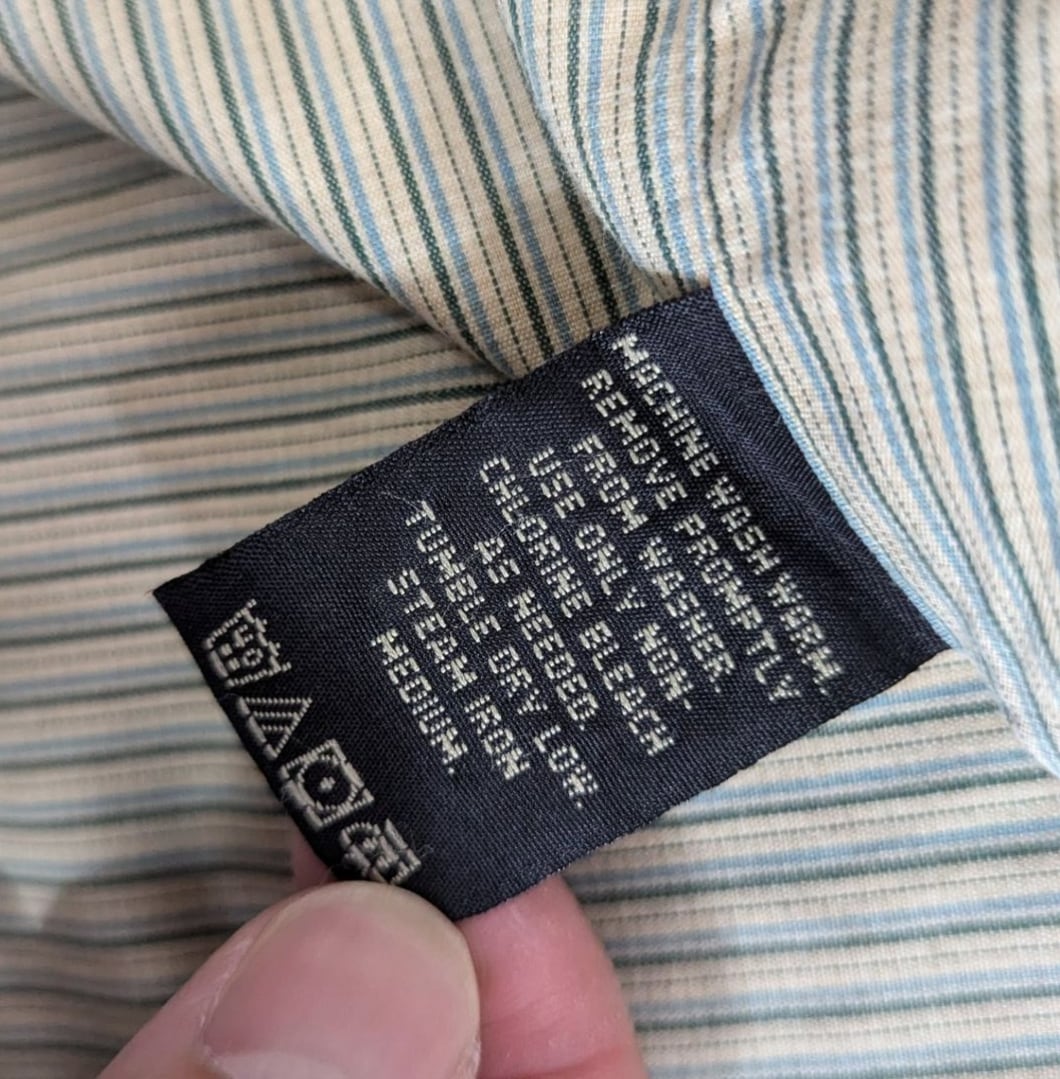 MACHINE WASH WARM.
REMOVE PROMPTLY
FROM WASHER.
USE ONLY NON-
CHLORINE BLEACH
AS NEEDED.
TUMBLE DRY LOW.
STEAM IRON
MEDIUM.
40